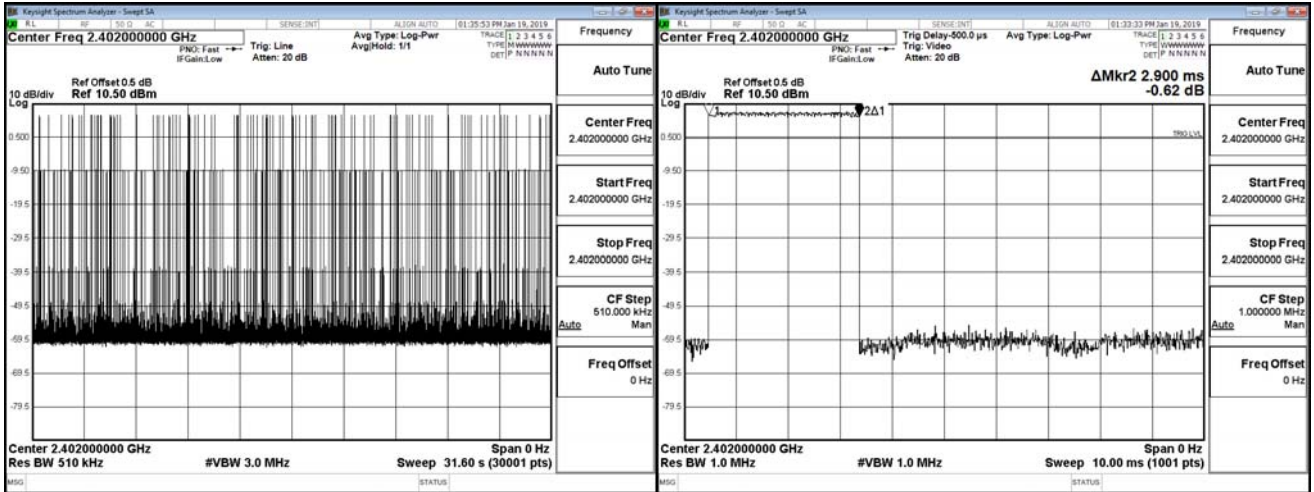 Keysight Spectrum Analyzer - Swept SA
RL RF 50 Ω AC SENSE:INT ALIGN AUTO 01:35:53 PM Jan 19, 2019
Center Freq 2.402000000 GHz
PNO: Fast
IFGain:Low
Trig: Line
Atten: 20 dB
Avg Type: Log-Pwr
Avg|Hold: 1/1
TRACE 1 2 3 4 5 6
TYPE M WWWWW
DET P N N N N N
Ref Offset 0.5 dB
Ref 10.50 dBm
10 dB/div
Log
0.500
-9.50
-19.5
-29.5
-39.5
-49.5
-59.5
-69.5
-79.5
Center 2.402000000 GHz
Span 0 Hz
Res BW 510 kHz
#VBW 3.0 MHz
Sweep 31.60 s (30001 pts)
MSG
STATUS
Frequency
Auto Tune
Center Freq
2.402000000 GHz
Start Freq
2.402000000 GHz
Stop Freq
2.402000000 GHz
CF Step
510.000 kHz
Auto Man
Freq Offset
0 Hz
Keysight Spectrum Analyzer - Swept SA
RL RF 50 Ω AC SENSE:INT ALIGN AUTO 01:33:33 PM Jan 19, 2019
Center Freq 2.402000000 GHz
PNO: Fast
IFGain:Low
Trig Delay-500.0 µs
Trig: Video
Atten: 20 dB
Avg Type: Log-Pwr
TRACE 1 2 3 4 5 6
TYPE WWWWWW
DET P N N N N N
ΔMkr2 2.900 ms
-0.62 dB
Ref Offset 0.5 dB
Ref 10.50 dBm
10 dB/div
Log
1
2Δ1
TRIG LVL
0.500
-9.50
-19.5
-29.5
-39.5
-49.5
-59.5
-69.5
-79.5
Center 2.402000000 GHz
Span 0 Hz
Res BW 1.0 MHz
#VBW 1.0 MHz
Sweep 10.00 ms (1001 pts)
MSG
STATUS
Frequency
Auto Tune
Center Freq
2.402000000 GHz
Start Freq
2.402000000 GHz
Stop Freq
2.402000000 GHz
CF Step
1.000000 MHz
Auto Man
Freq Offset
0 Hz